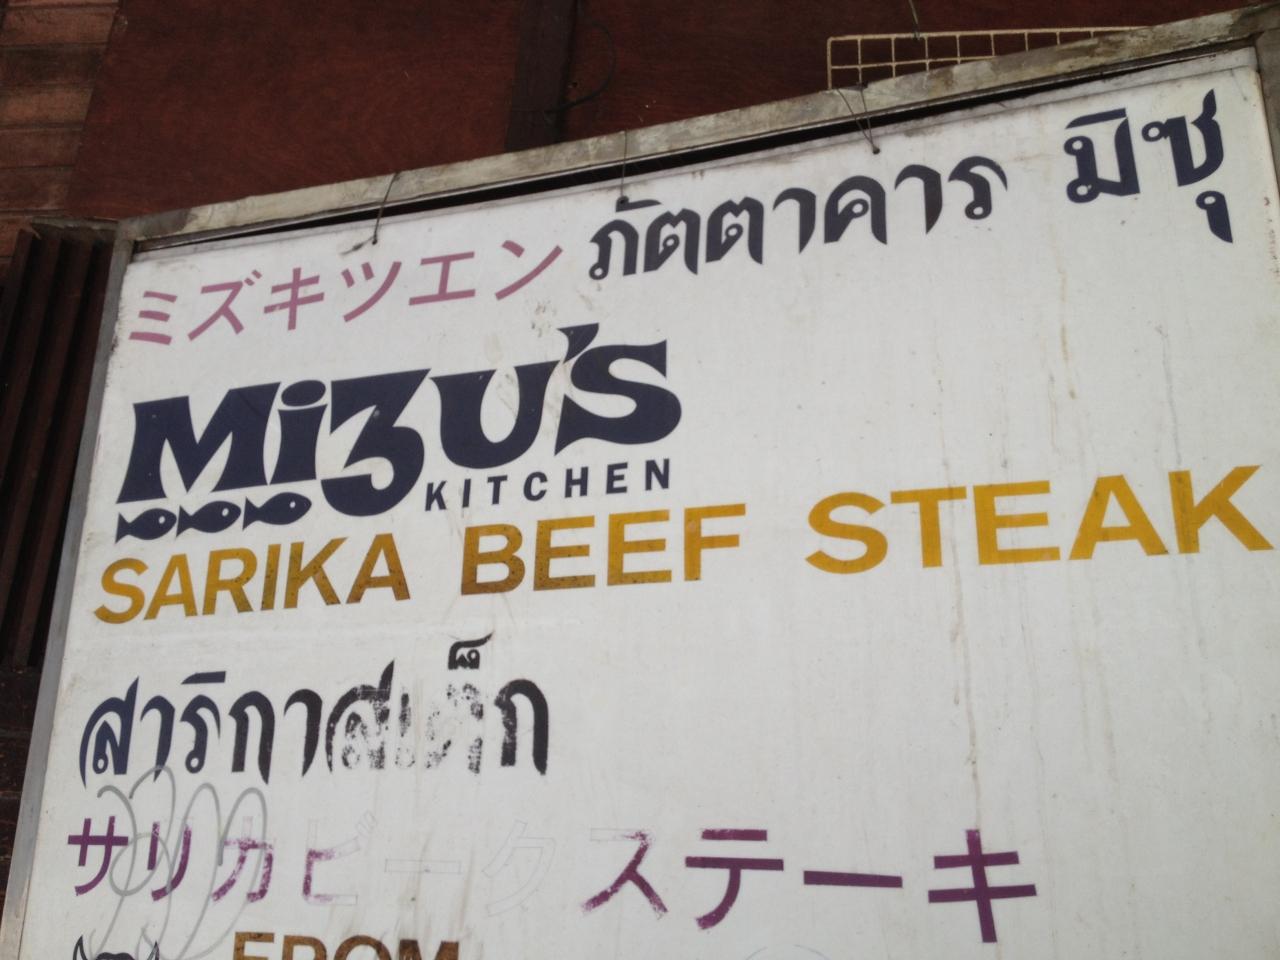 ミズキツエン ภัตตาคาร มิซุ
Mizu's
KITCHEN
SARIKA BEEF STEAK
สาริกาสเต็ก
サリカビータステーキ
FROM